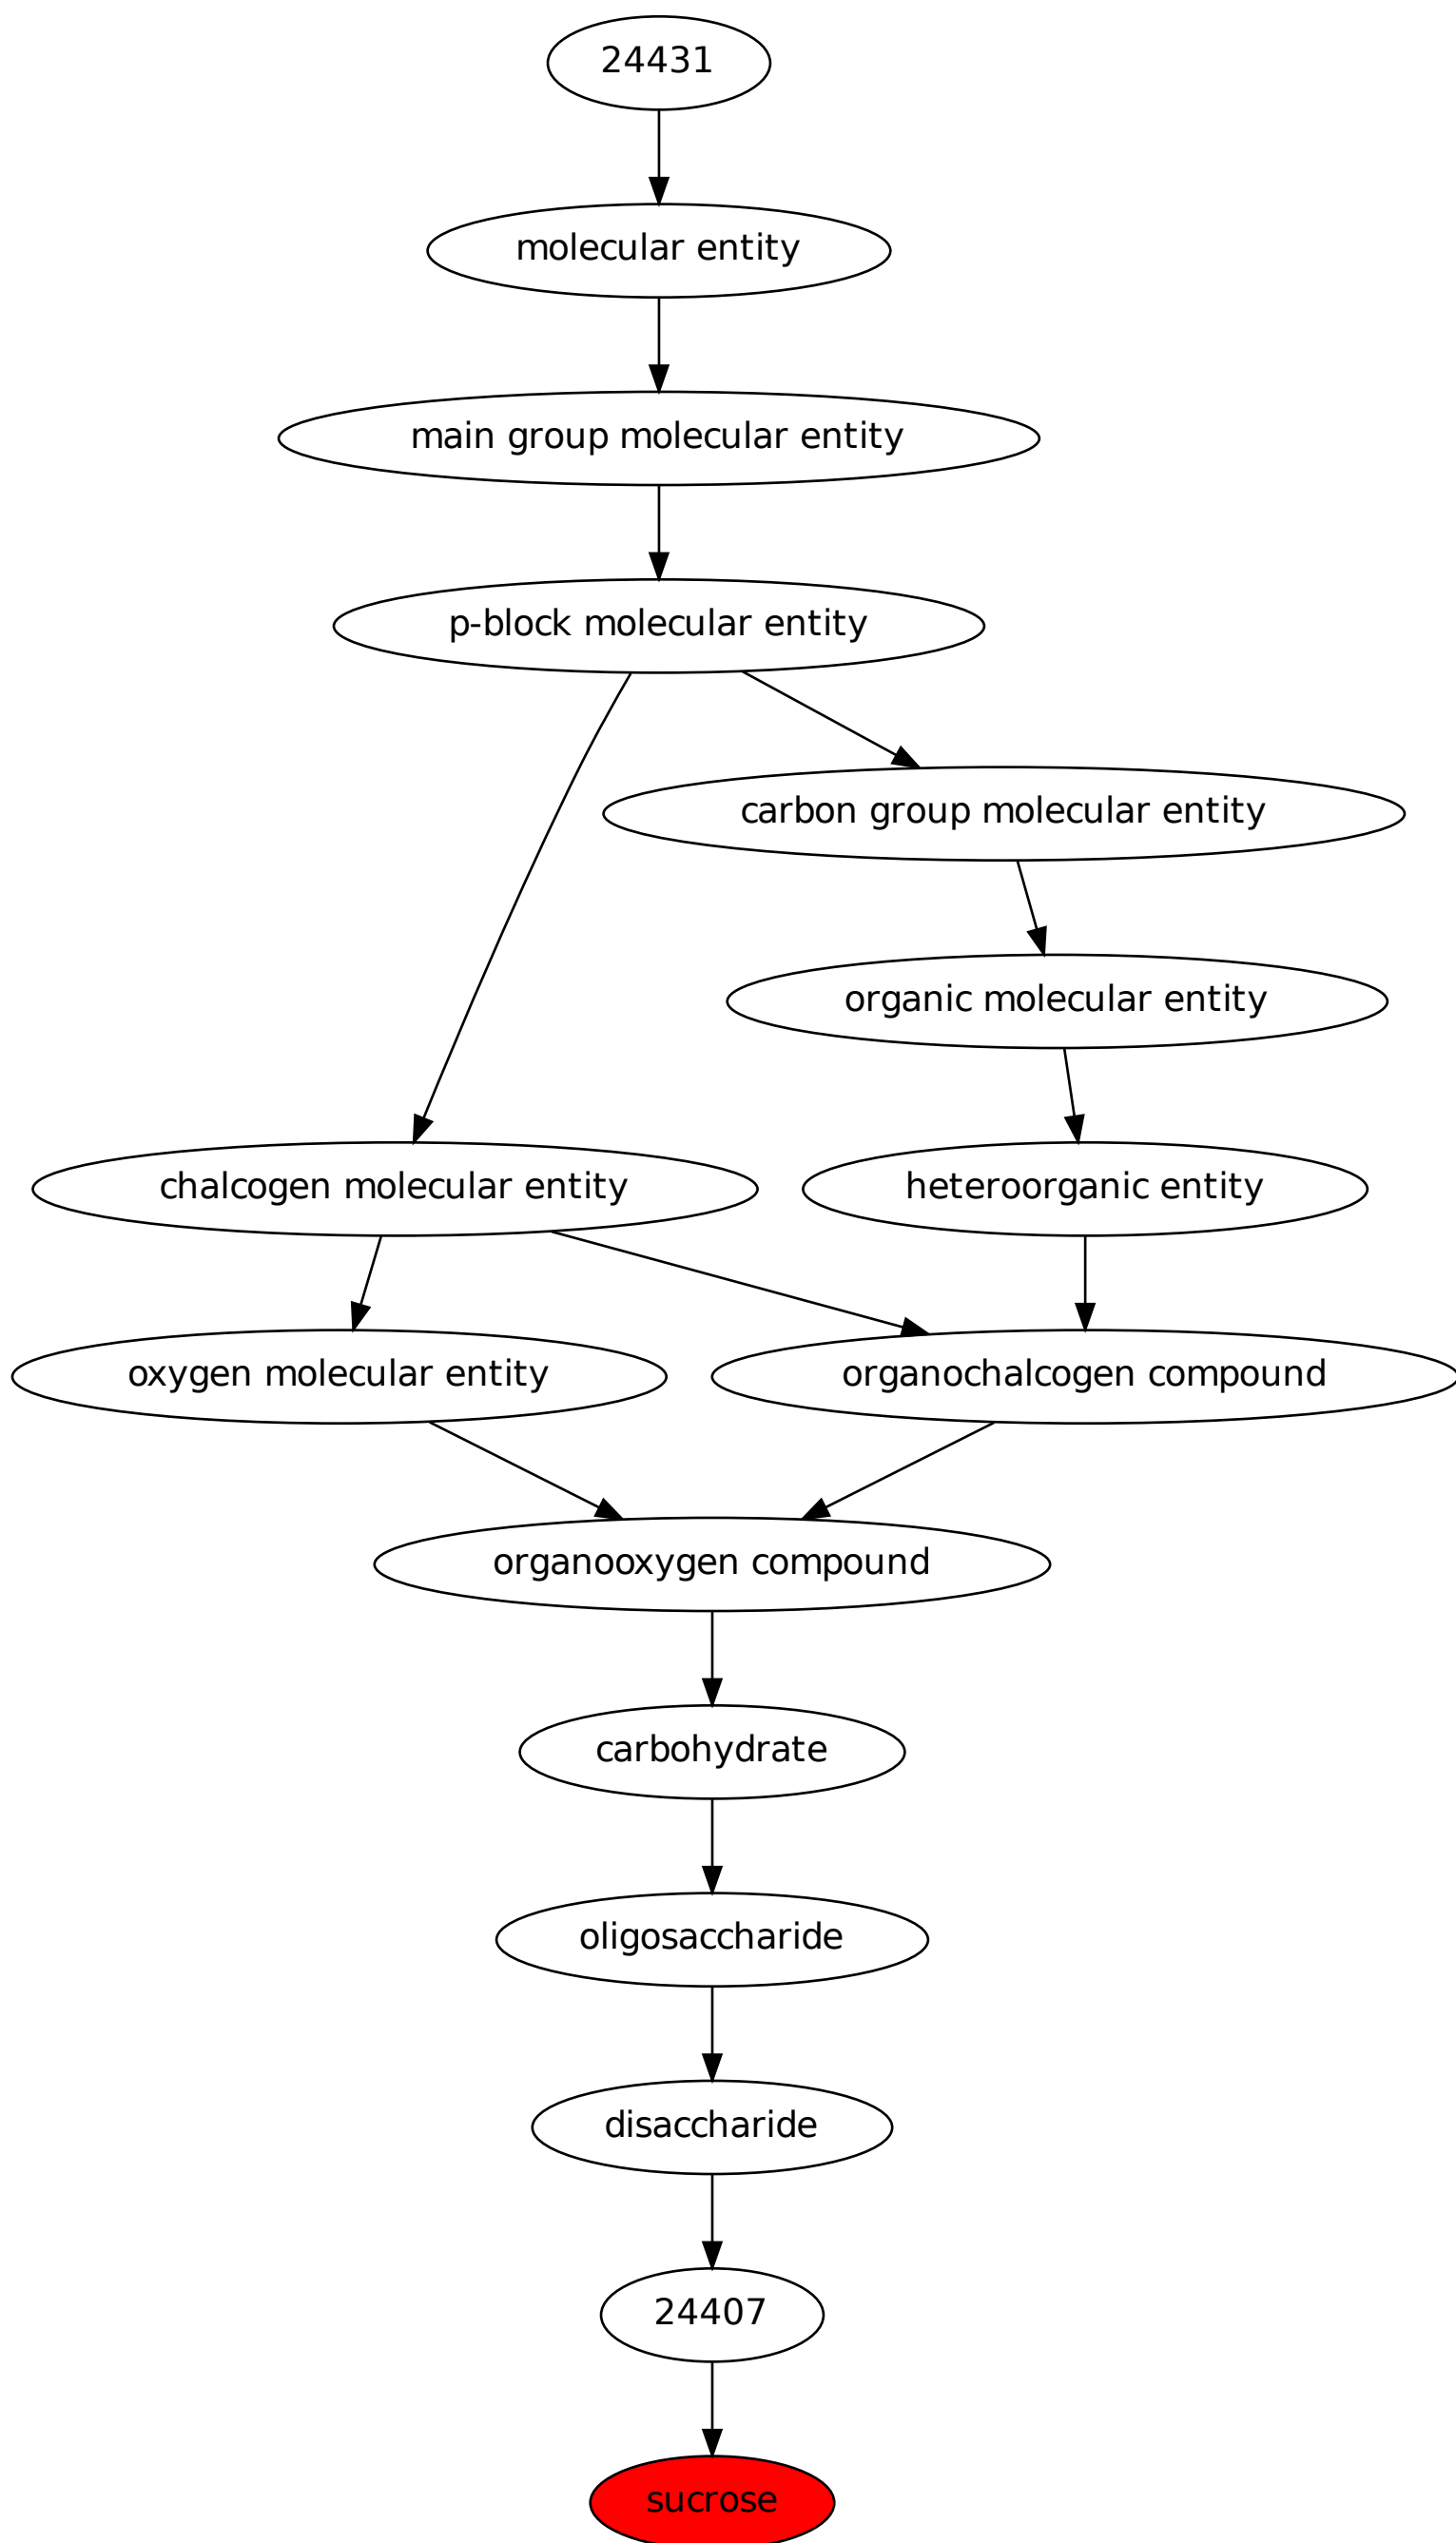 24431
molecular entity
main group molecular entity
p-block molecular entity
carbon group molecular entity
organic molecular entity
chalcogen molecular entity
heteroorganic entity
oxygen molecular entity
organochalcogen compound
organooxygen compound
carbohydrate
oligosaccharide
disaccharide
24407
sucrose